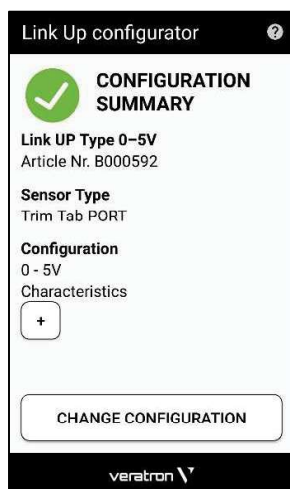 Link Up configurator ?
CONFIGURATION
SUMMARY
Link UP Type 0–5V
Article Nr. B000592
Sensor Type
Trim Tab PORT
Configuration
0 - 5V
Characteristics
+
CHANGE CONFIGURATION
veratron